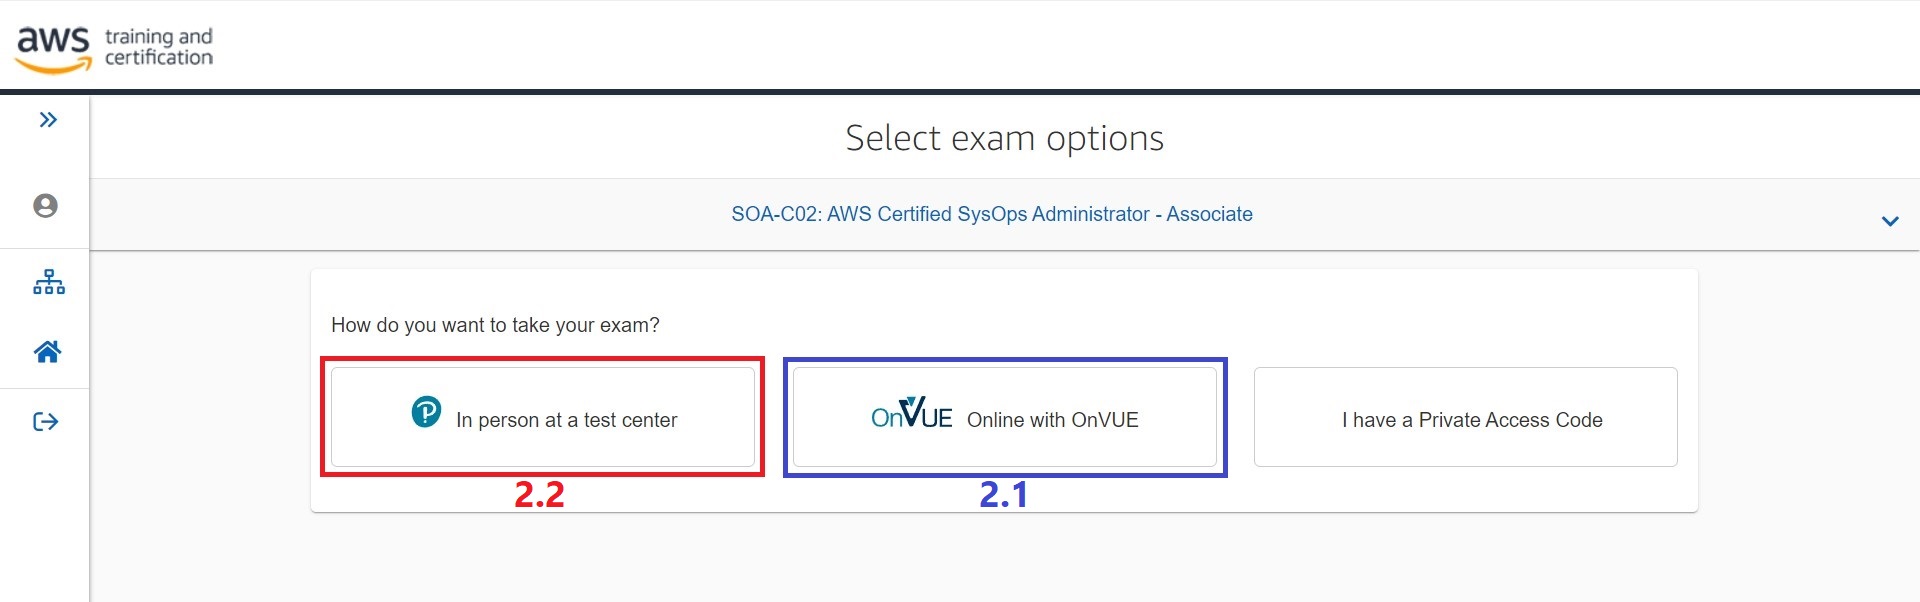 aws training and
certification
Select exam options
SOA-C02: AWS Certified SysOps Administrator - Associate
How do you want to take your exam?
In person at a test center
OnVUE Online with OnVUE
I have a Private Access Code
2.2
2.1